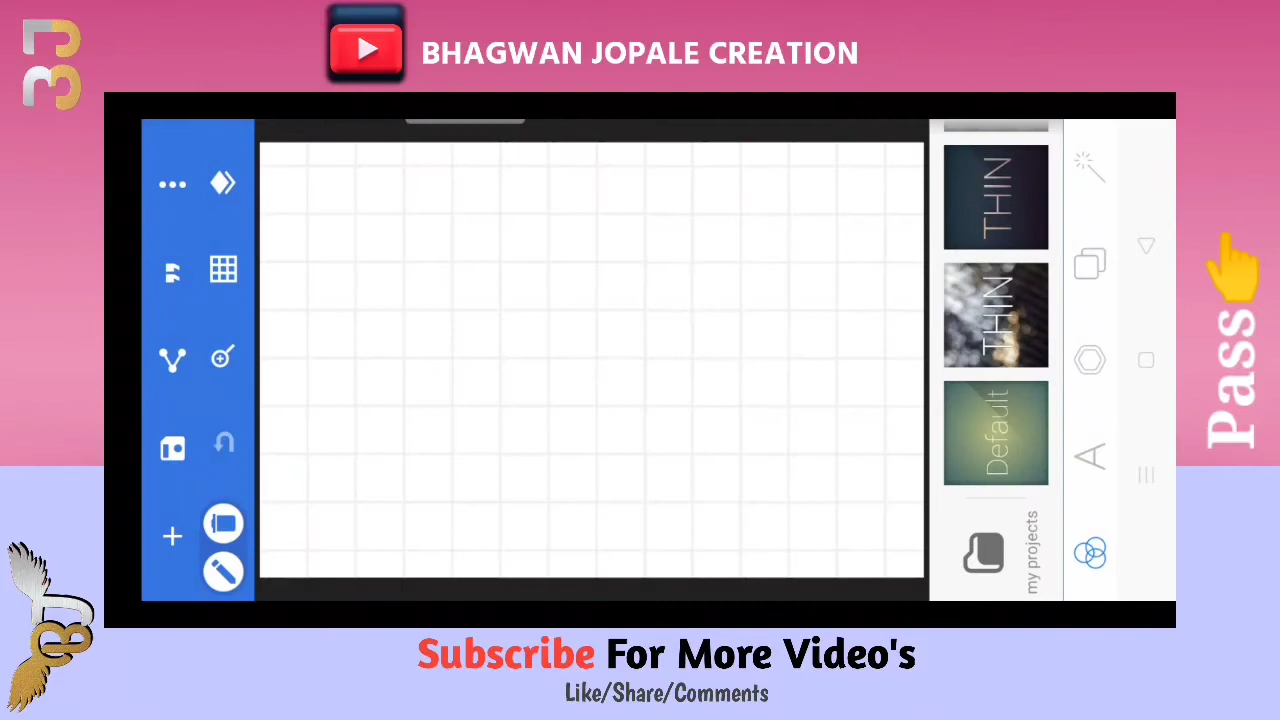 BHAGWAN JOPALE CREATION
THIN
THIN
Default
my projects
A
Pass
Subscribe For More Video's
Like/Share/Comments